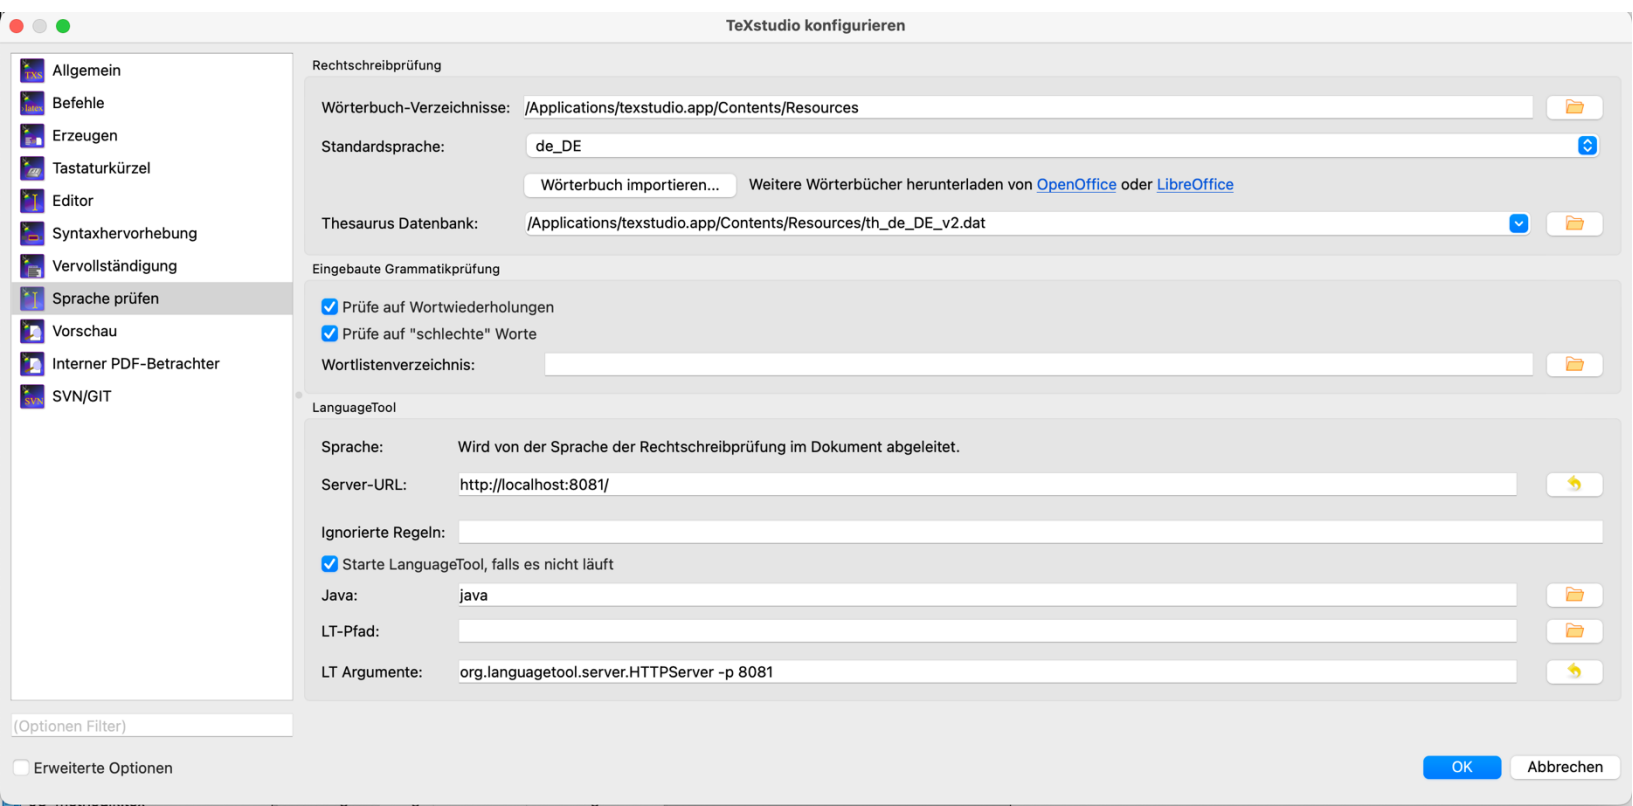 TeXstudio konfigurieren
Allgemein
Befehle
Erzeugen
Tastaturkürzel
Editor
Syntaxhervorhebung
Vervollständigung
Sprache prüfen
Vorschau
Interner PDF-Betrachter
SVN/GIT
(Optionen Filter)
Erweiterte Optionen
Rechtschreibprüfung
Wörterbuch-Verzeichnisse: /Applications/texstudio.app/Contents/Resources
Standardsprache: de_DE
Wörterbuch importieren... Weitere Wörterbücher herunterladen von OpenOffice oder LibreOffice
Thesaurus Datenbank: /Applications/texstudio.app/Contents/Resources/th_de_DE_v2.dat
Eingebaute Grammatikprüfung
Prüfe auf Wortwiederholungen
Prüfe auf "schlechte" Worte
Wortlistenverzeichnis:
LanguageTool
Sprache: Wird von der Sprache der Rechtschreibprüfung im Dokument abgeleitet.
Server-URL: http://localhost:8081/
Ignorierte Regeln:
Starte LanguageTool, falls es nicht läuft
Java: java
LT-Pfad:
LT Argumente: org.languagetool.server.HTTPServer -p 8081
OK Abbrechen